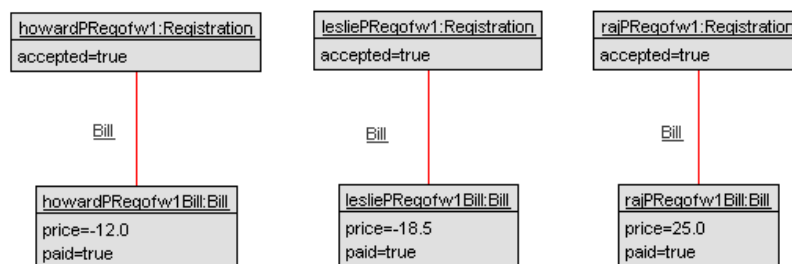 howardPRegofw1:Registration
accepted=true
lesliePRegofw1:Registration
accepted=true
rajPRegofw1:Registration
accepted=true
Bill
Bill
Bill
howardPRegofw1Bill:Bill
price=-12.0
paid=true
lesliePRegofw1Bill:Bill
price=-18.5
paid=true
rajPRegofw1Bill:Bill
price=25.0
paid=true